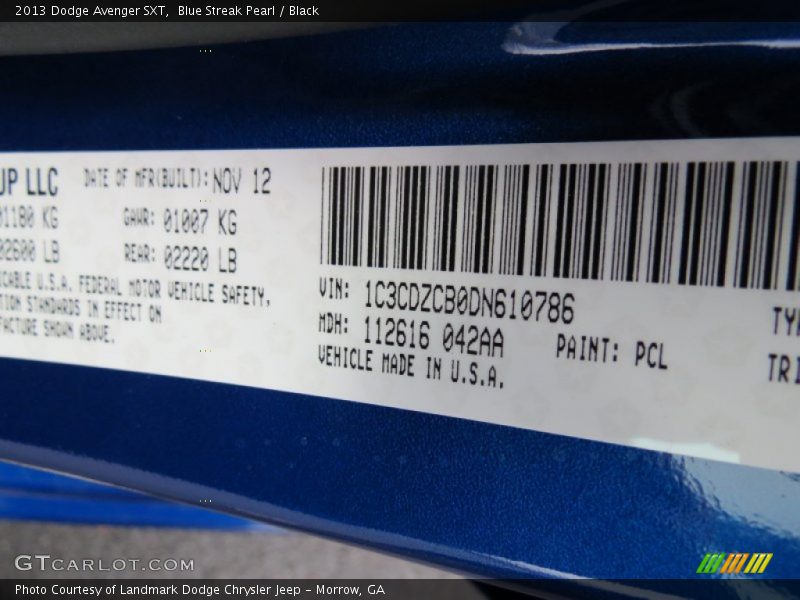 2013 Dodge Avenger SXT,  Blue Streak Pearl / Black
UP LLC DATE OF MFR(BUILT): NOV 12
01180 KG GAWR: 01007 KG
02600 LB REAR: 02220 LB
ICABLE U.S.A. FEDERAL MOTOR VEHICLE SAFETY,
TION STANDARDS IN EFFECT ON
FACTURE SHOWN ABOVE.
VIN: 1C3CDZCB0DN610786
MDH: 112616 042AA PAINT: PCL
VEHICLE MADE IN U.S.A.
TYP
TRI
GTCARLOT.COM
Photo Courtesy of Landmark Dodge Chrysler Jeep - Morrow, GA